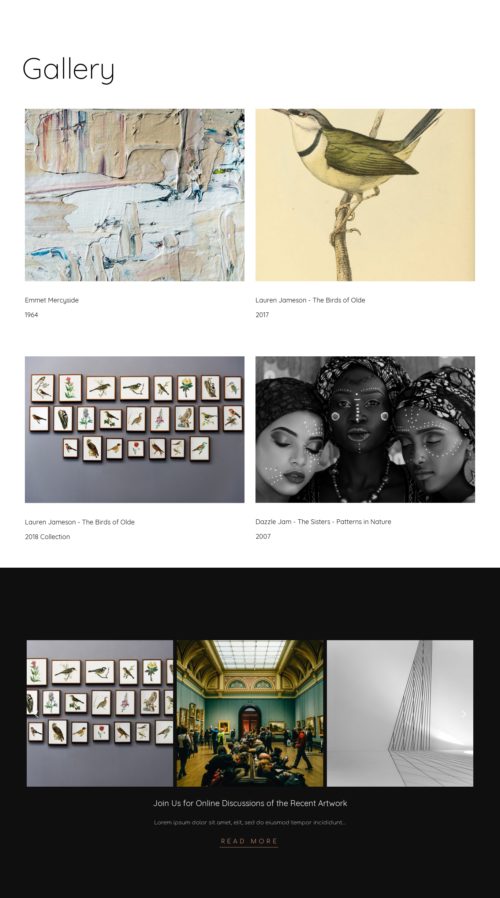 Gallery
Emmet Mercyside
1964
Lauren Jameson - The Birds of Olde
2017
Lauren Jameson - The Birds of Olde
2018 Collection
Dazzle Jam - The Sisters - Patterns in Nature
2007
Join Us for Online Discussions of the Recent Artwork
Lorem ipsum dolor sit amet, elit, sed do eiusmod tempor incididunt...
READ MORE